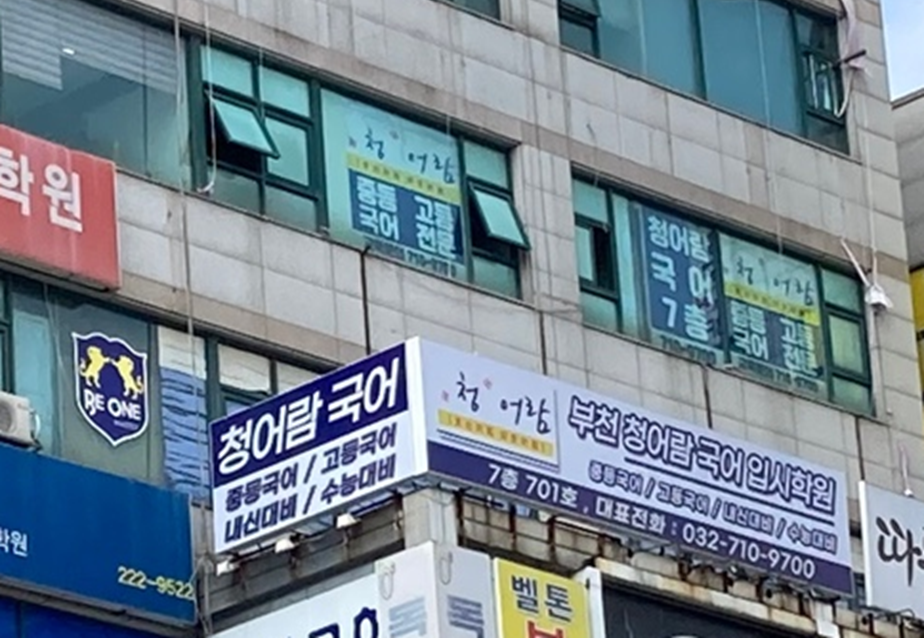 학원
청 어람
중등 고등
국어 전문
청어람
국 어
7층
청 어람
중등 고등
국어 전문
RE ONE
청어람 국어
중등국어 / 고등국어
내신대비 / 수능대비
청 어람
부천 청어람 국어 입시학원
중등국어 / 고등국어 / 내신대비 / 수능대비
7층 701호 , 대표전화 : 032-710-9700
학원
222-9522
벨톤